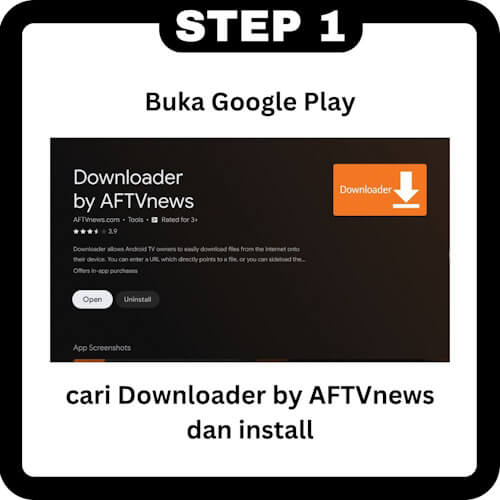 STEP 1
Buka Google Play
Downloader
by AFTVnews
AFTVnews.com • Tools • Rated for 3+
3.9
Downloader allows Android TV owners to easily download files from the Internet onto
their device. You can enter a URL which directly points to a file, or you can sideload the...
Offers in-app purchases
Open Uninstall
App Screenshots
Downloader
cari Downloader by AFTVnews
dan install